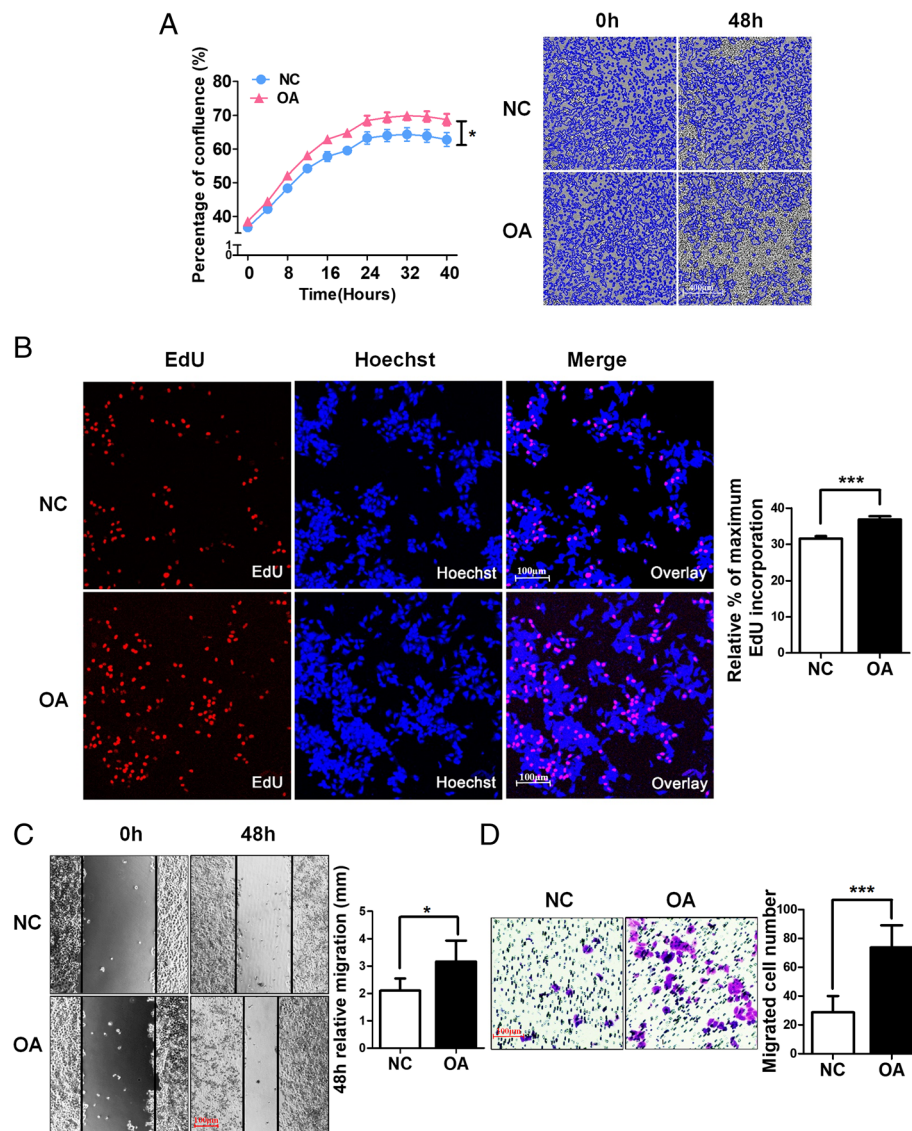 A
0h 48h
Percentage of confluence (%)
80
70
60
50
40
1
0
NC
OA
*
0 8 16 24 32 40
Time(Hours)
NC
OA
400μm
B
EdU Hoechst Merge
NC
EdU Hoechst 100μm Overlay
OA
EdU Hoechst 100μm Overlay
Relative % of maximum
EdU incorporation
40
30
20
10
0
***
NC OA
C
0h 48h
NC
OA
48h relative migration (mm)
5
4
3
2
1
0
*
NC OA
D
NC OA
Migrated cell number
100
80
60
40
20
0
***
NC OA